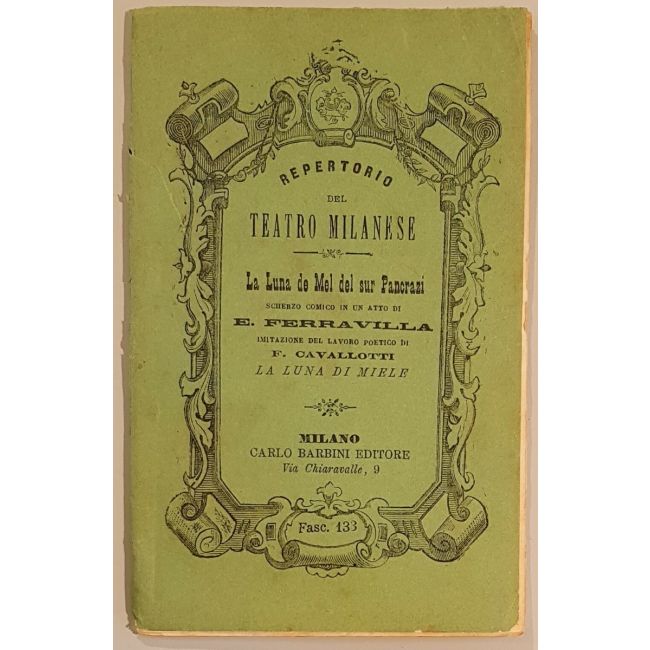 REPERTORIO
DEL
TEATRO MILANESE
La Luna de Mel del sur Pancrazi
SCHERZO COMICO IN UN ATTO DI
E. FERRAVILLA
IMITAZIONE DEL LAVORO POETICO DI
F. CAVALLOTTI
LA LUNA DI MIELE
MILANO
CARLO BARBINI EDITORE
Via Chiaravalle, 9
Fasc. 133